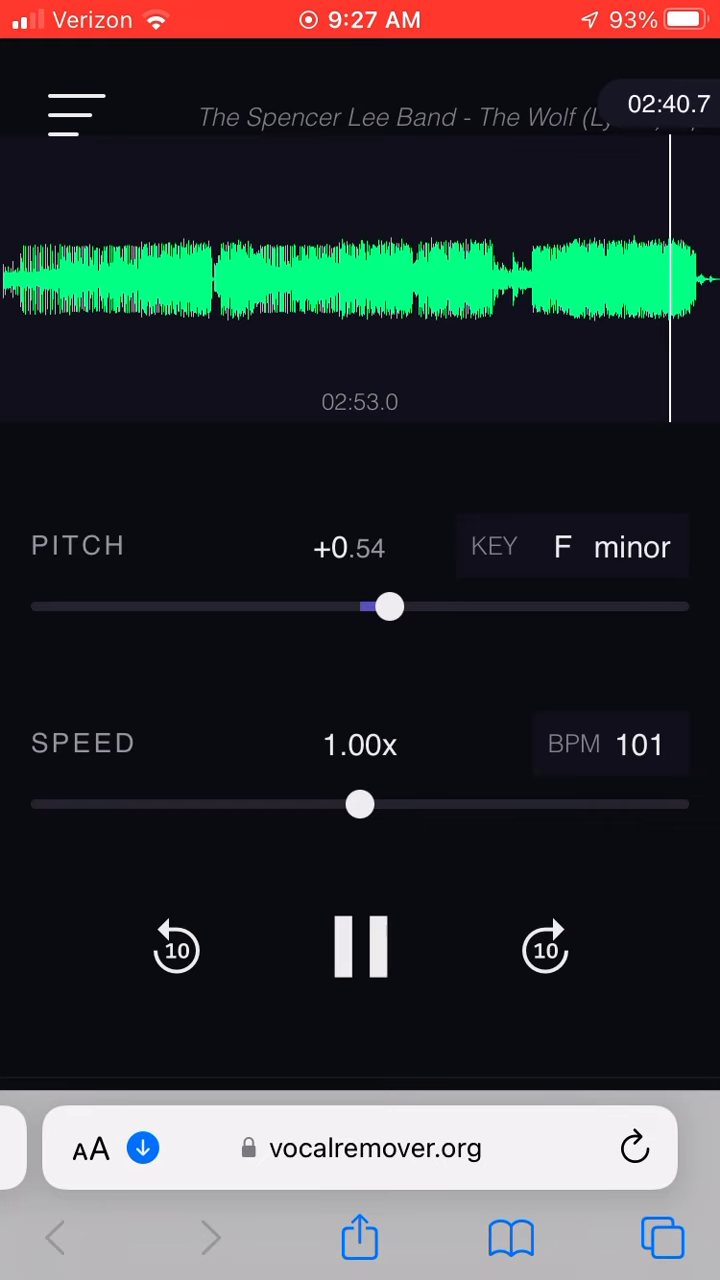 Verizon 9:27 AM 93%
The Spencer Lee Band - The Wolf 02:40.7
02:53.0
PITCH +0.54 KEY F minor
SPEED 1.00x BPM 101
10 10
AA vocalremover.org